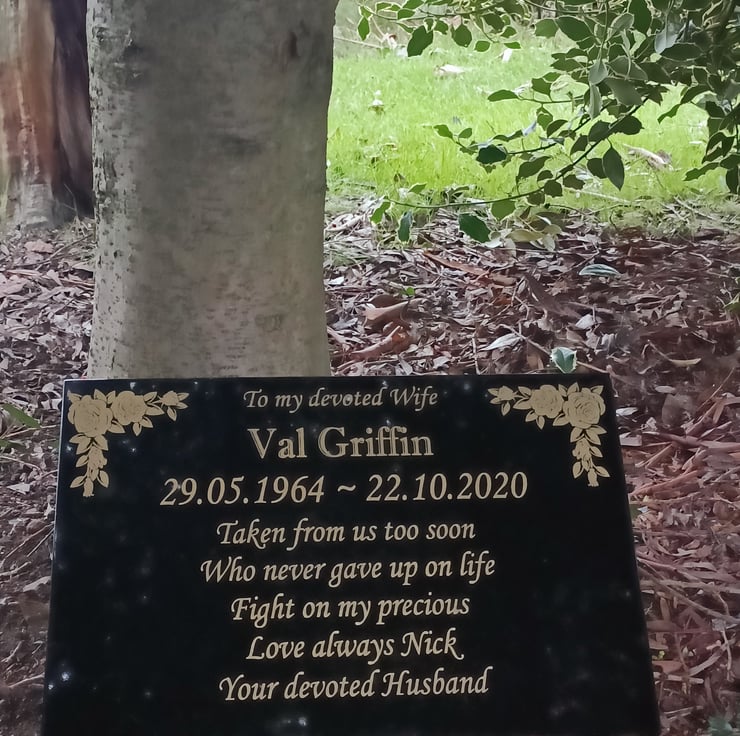 To my devoted Wife
Val Griffin
29.05.1964 ~ 22.10.2020
Taken from us too soon
Who never gave up on life
Fight on my precious
Love always Nick
Your devoted Husband